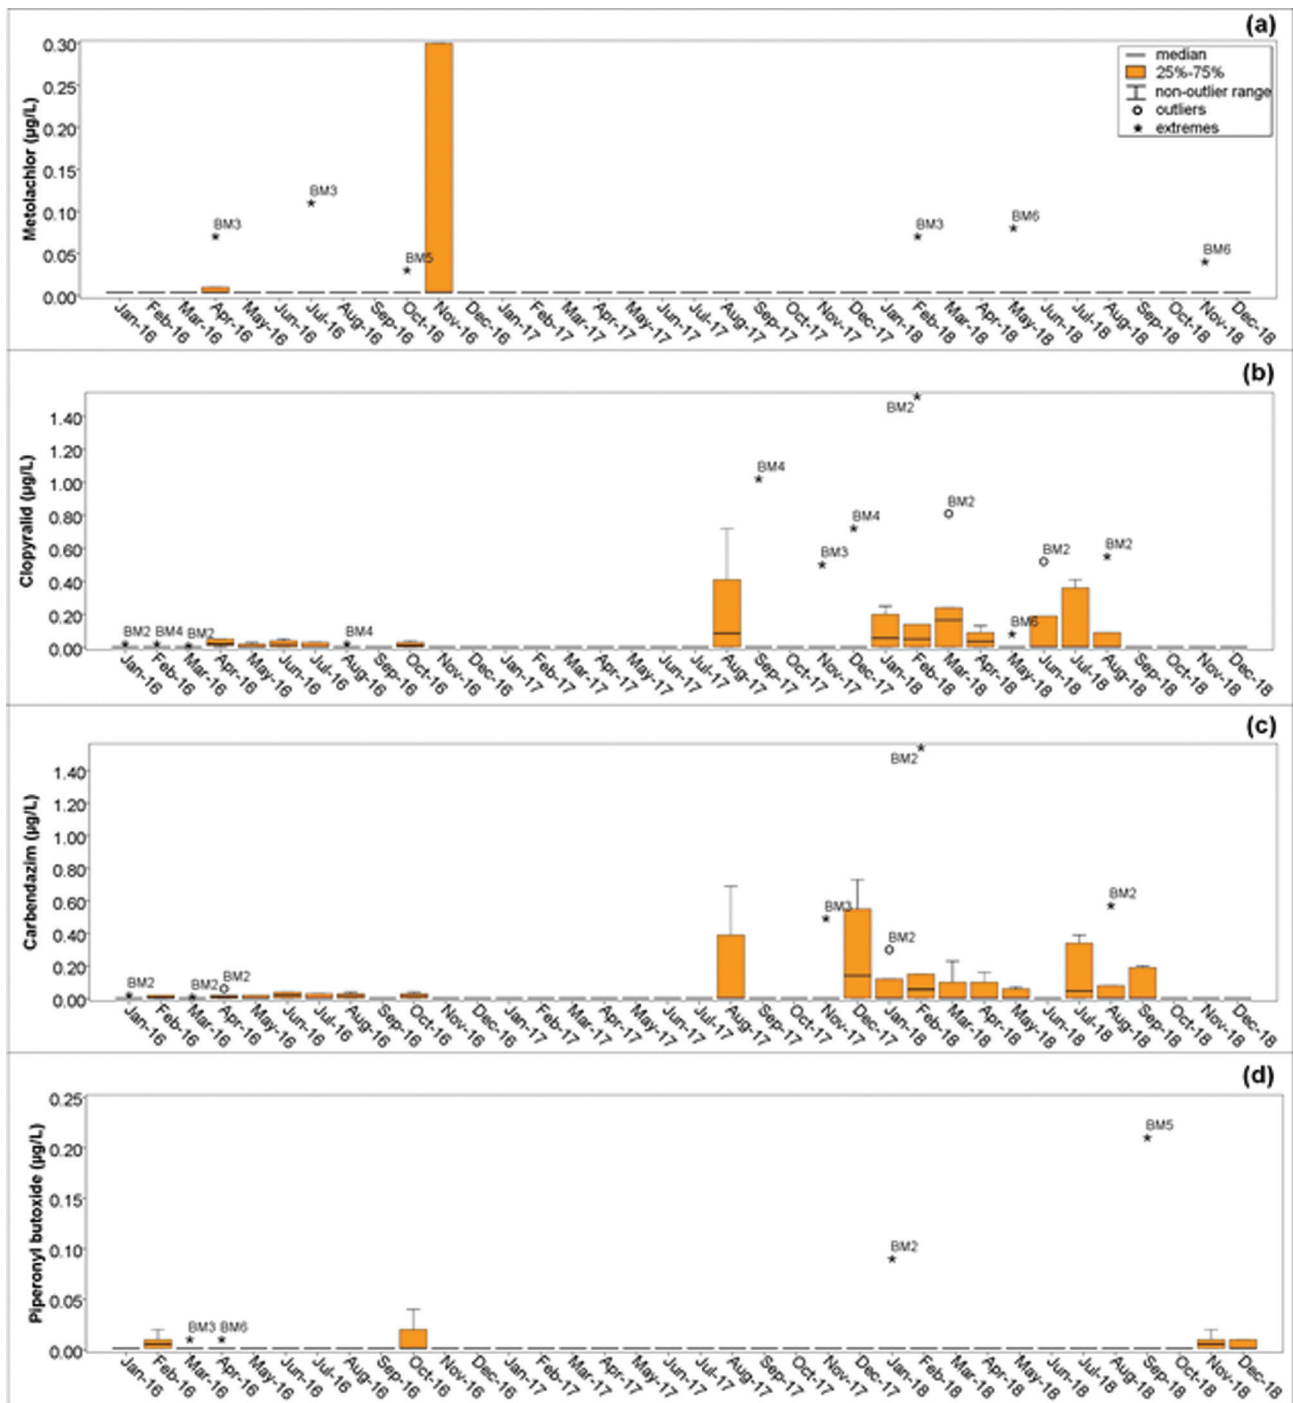 (a)
Metolachlor (µg/L)
0.30
0.25
0.20
0.15
0.10
0.05
0.00
median
25%-75%
non-outlier range
outliers
extremes
BM3
BM3
BM5
BM3
BM6
BM6
Jan-16 Feb-16 Mar-16 Apr-16 May-16 Jun-16 Jul-16 Aug-16 Sep-16 Oct-16 Nov-16 Dec-16 Jan-17 Feb-17 Mar-17 Apr-17 May-17 Jun-17 Jul-17 Aug-17 Sep-17 Oct-17 Nov-17 Dec-17 Jan-18 Feb-18 Mar-18 Apr-18 May-18 Jun-18 Jul-18 Aug-18 Sep-18 Oct-18 Nov-18 Dec-18
(b)
Clopyralid (µg/L)
1.40
1.20
1.00
0.80
0.60
0.40
0.20
0.00
BM2 BM4 BM2
BM4
BM4
BM3
BM4
BM2
BM2
BM6
BM2
BM2
Jan-16 Feb-16 Mar-16 Apr-16 May-16 Jun-16 Jul-16 Aug-16 Sep-16 Oct-16 Nov-16 Dec-16 Jan-17 Feb-17 Mar-17 Apr-17 May-17 Jun-17 Jul-17 Aug-17 Sep-17 Oct-17 Nov-17 Dec-17 Jan-18 Feb-18 Mar-18 Apr-18 May-18 Jun-18 Jul-18 Aug-18 Sep-18 Oct-18 Nov-18 Dec-18
(c)
Carbendazim (µg/L)
1.40
1.20
1.00
0.80
0.60
0.40
0.20
0.00
BM2
BM2
BM2
BM3
BM2
BM2
BM2
Jan-16 Feb-16 Mar-16 Apr-16 May-16 Jun-16 Jul-16 Aug-16 Sep-16 Oct-16 Nov-16 Dec-16 Jan-17 Feb-17 Mar-17 Apr-17 May-17 Jun-17 Jul-17 Aug-17 Sep-17 Oct-17 Nov-17 Dec-17 Jan-18 Feb-18 Mar-18 Apr-18 May-18 Jun-18 Jul-18 Aug-18 Sep-18 Oct-18 Nov-18 Dec-18
(d)
Piperonyl butoxide (µg/L)
0.25
0.20
0.15
0.10
0.05
0.00
BM3 BM6
BM2
BM5
Jan-16 Feb-16 Mar-16 Apr-16 May-16 Jun-16 Jul-16 Aug-16 Sep-16 Oct-16 Nov-16 Dec-16 Jan-17 Feb-17 Mar-17 Apr-17 May-17 Jun-17 Jul-17 Aug-17 Sep-17 Oct-17 Nov-17 Dec-17 Jan-18 Feb-18 Mar-18 Apr-18 May-18 Jun-18 Jul-18 Aug-18 Sep-18 Oct-18 Nov-18 Dec-18